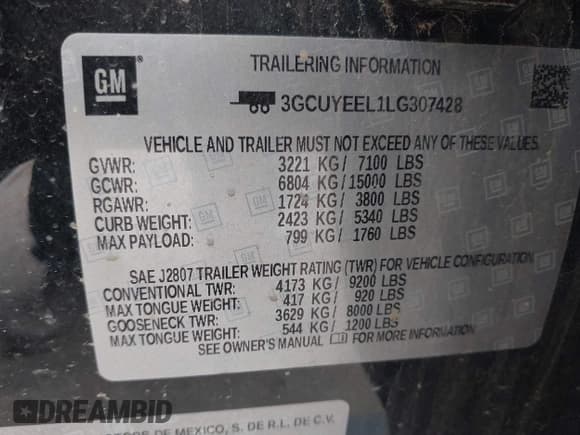 GM
TRAILERING INFORMATION
3GCUYEEL1LG307428
VEHICLE AND TRAILER MUST NOT EXCEED ANY OF THESE VALUES
GVWR: 3221 KG/ 7100 LBS
GCWR: 6804 KG/15000 LBS
RGAWR: 1724 KG/ 3800 LBS
CURB WEIGHT: 2423 KG/ 5340 LBS
MAX PAYLOAD: 799 KG/ 1760 LBS
SAE J2807 TRAILER WEIGHT RATING (TWR) FOR VEHICLE CONFIGURATION
CONVENTIONAL TWR: 4173 KG/ 9200 LBS
MAX TONGUE WEIGHT: 417 KG/ 920 LBS
GOOSENECK TWR: 3629 KG/ 8000 LBS
MAX TONGUE WEIGHT: 544 KG/ 1200 LBS
SEE OWNER'S MANUAL FOR MORE INFORMATION
DREAMBID
DE MEXICO, S. DE R.L. DE C.V.